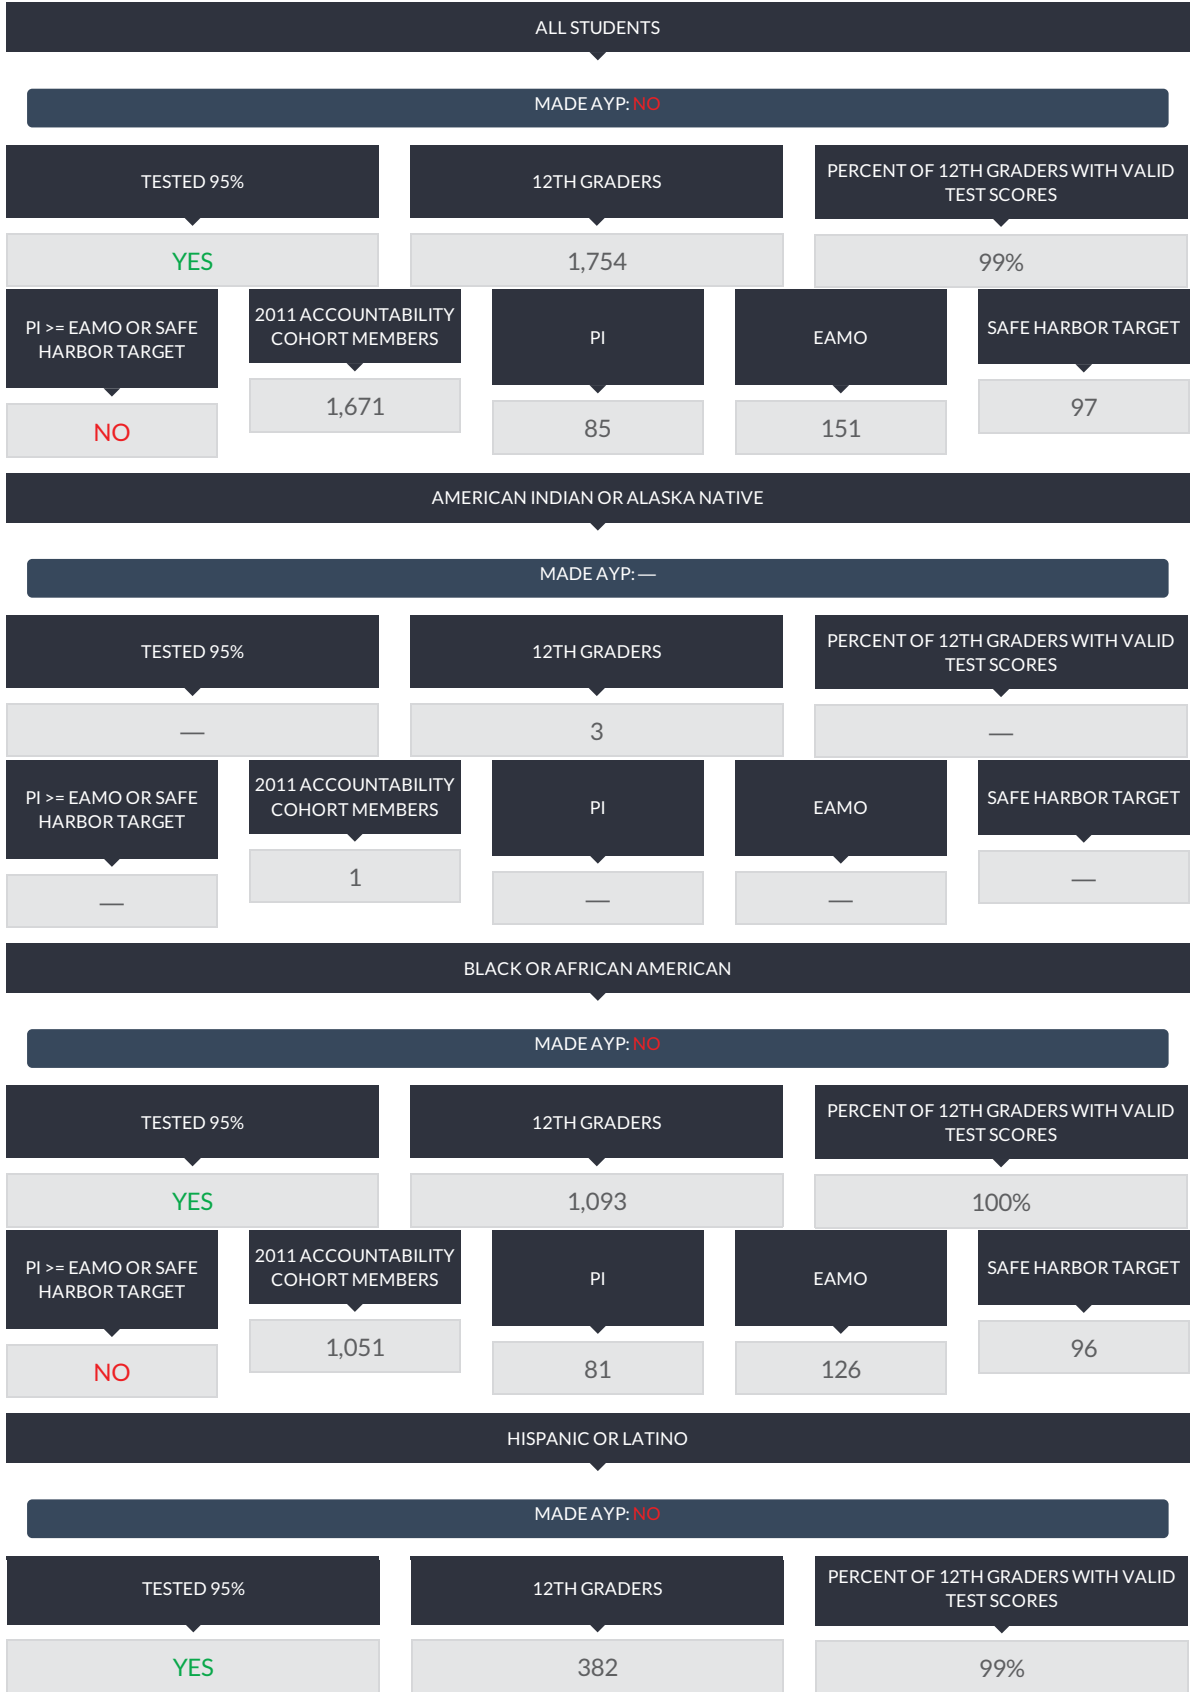 ALL STUDENTS
MADE AYP: NO
TESTED 95%
12TH GRADERS
PERCENT OF 12TH GRADERS WITH VALID
TEST SCORES
YES
1,754
99%
PI >= EAMO OR SAFE
HARBOR TARGET
2011 ACCOUNTABILITY
COHORT MEMBERS
PI
EAMO
SAFE HARBOR TARGET
NO
1,671
85
151
97
AMERICAN INDIAN OR ALASKA NATIVE
MADE AYP: —
TESTED 95%
12TH GRADERS
PERCENT OF 12TH GRADERS WITH VALID
TEST SCORES
—
3
—
PI >= EAMO OR SAFE
HARBOR TARGET
2011 ACCOUNTABILITY
COHORT MEMBERS
PI
EAMO
SAFE HARBOR TARGET
—
1
—
—
—
BLACK OR AFRICAN AMERICAN
MADE AYP: NO
TESTED 95%
12TH GRADERS
PERCENT OF 12TH GRADERS WITH VALID
TEST SCORES
YES
1,093
100%
PI >= EAMO OR SAFE
HARBOR TARGET
2011 ACCOUNTABILITY
COHORT MEMBERS
PI
EAMO
SAFE HARBOR TARGET
NO
1,051
81
126
96
HISPANIC OR LATINO
MADE AYP: NO
TESTED 95%
12TH GRADERS
PERCENT OF 12TH GRADERS WITH VALID
TEST SCORES
YES
382
99%